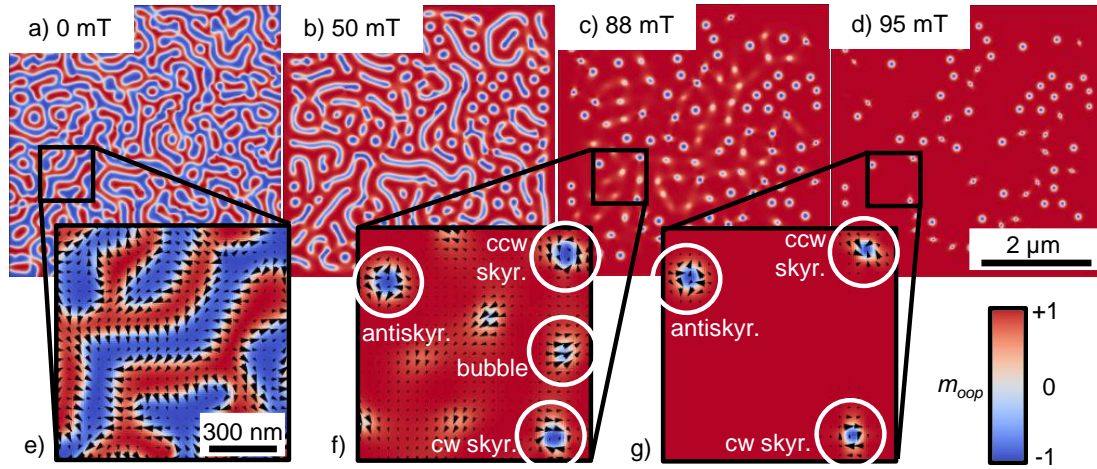 a) 0 mT
b) 50 mT
c) 88 mT
d) 95 mT
2 µm
ccw
skyr.
antiskyr.
bubble
cw skyr.
ccw
skyr.
antiskyr.
cw skyr.
300 nm
e)
f)
g)
+1
m_oop
0
-1